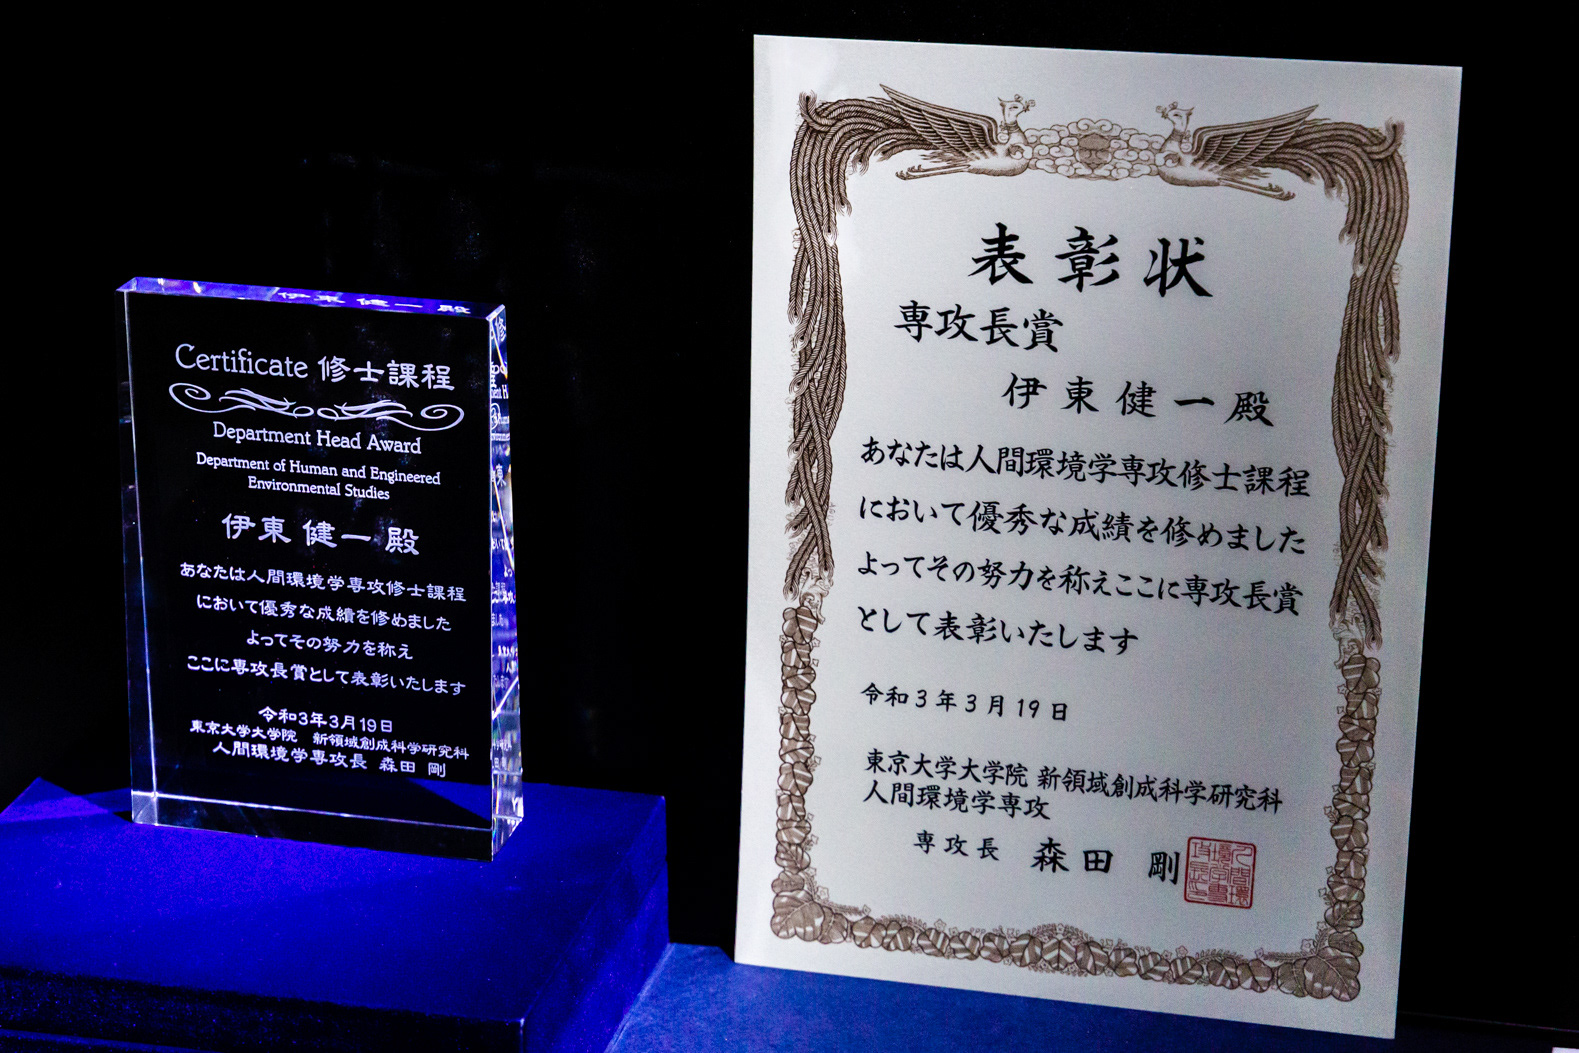 伊東 健一 殿
Certificate 修士課程
Department Head Award
Department of Human and Engineered
Environmental Studies
伊東 健一 殿
あなたは人間環境学専攻修士課程
において優秀な成績を修めました
よってその努力を称え
ここに専攻長賞として表彰いたします
令和3年3月19日
東京大学大学院 新領域創成科学研究科
人間環境学専攻長 森田 剛
表彰状
専攻長賞
伊東健一殿
あなたは人間環境学専攻修士課程
において優秀な成績を修めました
よってその努力を称えここに専攻長賞
として表彰いたします
令和3年3月19日
東京大学大学院 新領域創成科学研究科
人間環境学専攻
専攻長 森田 剛